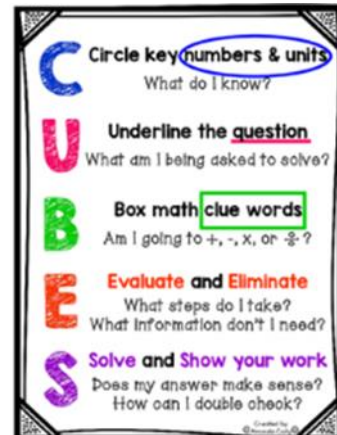 C
Circle key numbers & units
What do I know?
U
Underline the question
What am I being asked to solve?
B
Box math clue words
Am I going to +, -, x, or ÷?
E
Evaluate and Eliminate
What steps do I take?
What information don't I need?
S
Solve and Show your work
Does my answer make sense?
How can I double check?
Created by